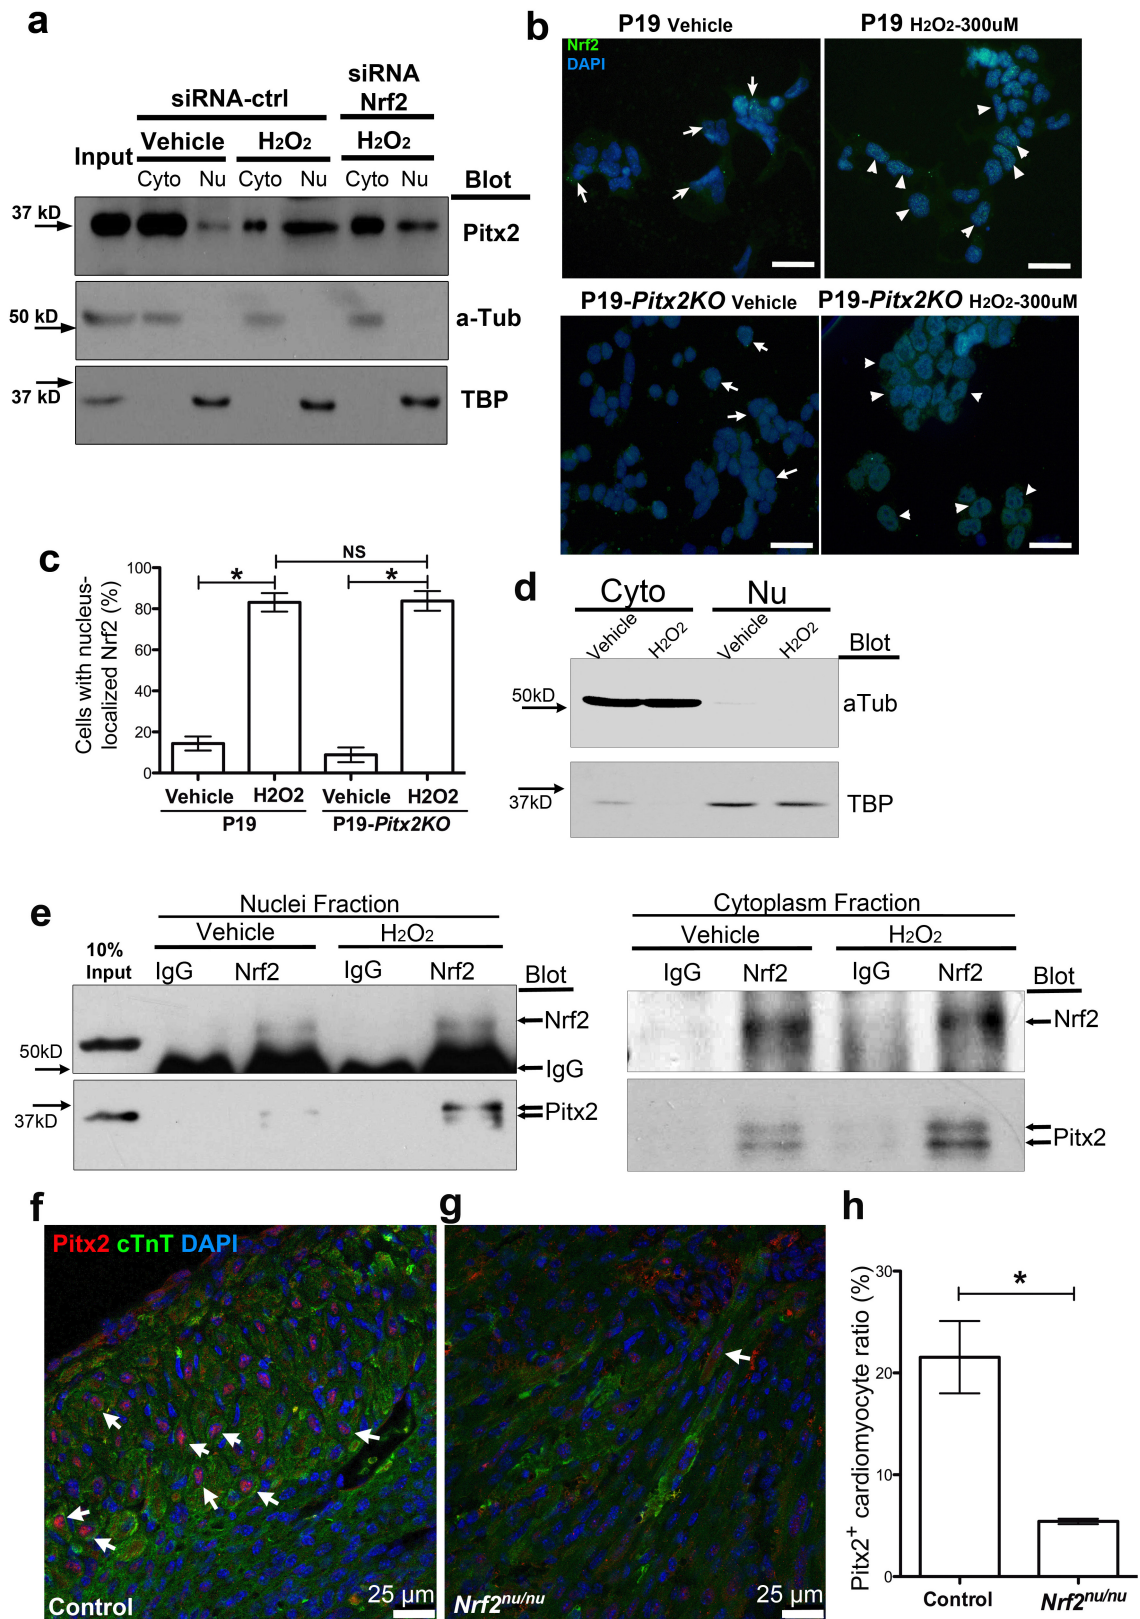 a
siRNA-ctrl
siRNA
Nrf2
Input
Vehicle
H2O2
H2O2
Cyto Nu Cyto Nu Cyto Nu
Blot
37 kD
Pitx2
50 kD
a-Tub
37 kD
TBP
b
P19 Vehicle
P19 H2O2-300uM
Nrf2
DAPI
P19-Pitx2KO Vehicle
P19-Pitx2KO H2O2-300uM
c
Cells with nucleus-
localized Nrf2 (%)
100
80
60
40
20
0
*
NS
*
Vehicle H2O2 Vehicle H2O2
P19 P19-Pitx2KO
d
Cyto Nu
Vehicle H2O2 Vehicle H2O2
Blot
50kD
aTub
37kD
TBP
e
Nuclei Fraction
Vehicle H2O2
10%
Input
IgG Nrf2 IgG Nrf2
Blot
Nrf2
50kD
IgG
37kD
Pitx2
Cytoplasm Fraction
Vehicle H2O2
IgG Nrf2 IgG Nrf2
Blot
Nrf2
Pitx2
f
Pitx2 cTnT DAPI
Control
25 µm
g
Nrf2nu/nu
25 µm
h
Pitx2+ cardiomyocyte ratio (%)
30
20
10
0
*
Control Nrf2nu/nu